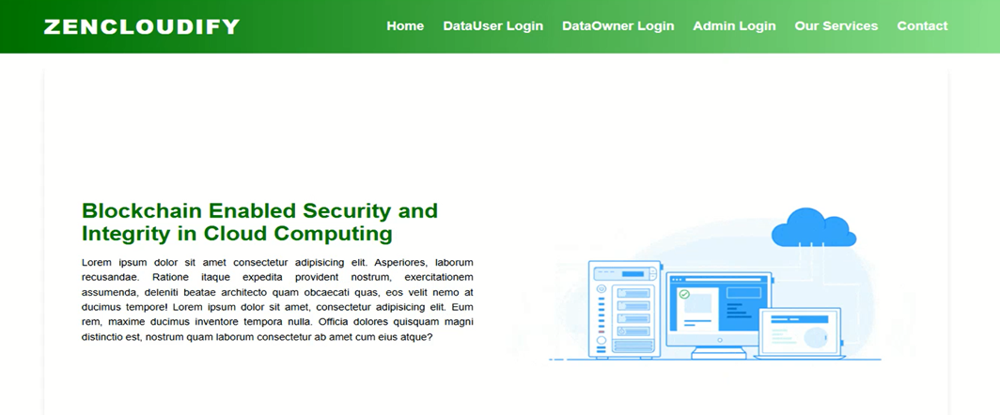 ZENCLOUDIFY
Home DataUser Login DataOwner Login Admin Login Our Services Contact
Blockchain Enabled Security and
Integrity in Cloud Computing
Lorem ipsum dolor sit amet consectetur adipisicing elit. Asperiores, laborum
recusandae. Ratione itaque expedita provident nostrum, exercitationem
assumenda, deleniti beatae architecto quam obcaecati quas, eos velit nemo at
ducimus tempore! Lorem ipsum dolor sit amet, consectetur adipisicing elit. Eum
rem, maxime ducimus inventore tempora nulla. Officia dolores quisquam magni
distinctio est, nostrum quam laborum consectetur ab amet cum eius atque?